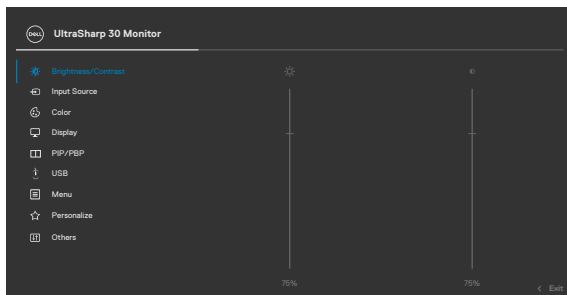 DELL UltraSharp 30 Monitor
Brightness/Contrast
Input Source
Color
Display
PIP/PBP
USB
Menu
Personalize
Others
75% 75%
< Exit